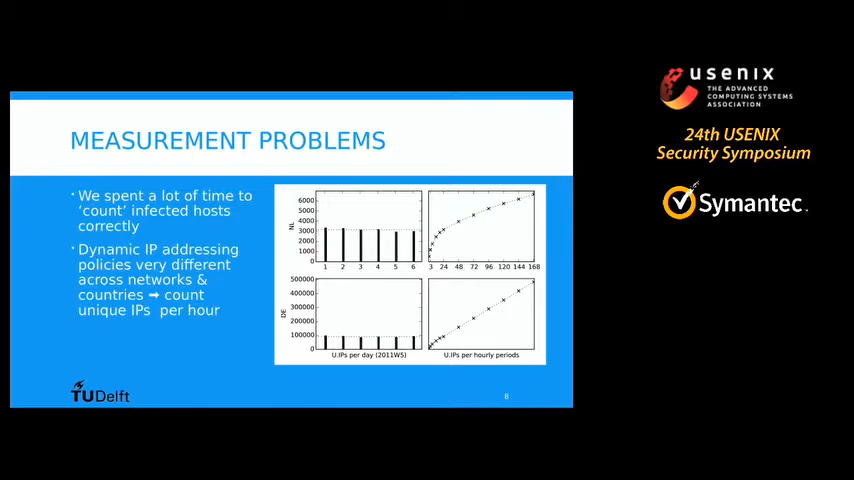 usenix
THE ADVANCED
COMPUTING SYSTEMS
ASSOCIATION
24th USENIX
Security Symposium
Symantec.
MEASUREMENT PROBLEMS
We spent a lot of time to
‘count’ infected hosts
correctly
Dynamic IP addressing
policies very different
across networks &
countries ➡ count
unique IPs per hour
NL
6000
5000
4000
3000
2000
1000
0
1 2 3 4 5 6
3 24 48 72 96 120 144 168
DE
500000
400000
300000
200000
100000
0
U.IPs per day (2011W5)
U.IPs per hourly periods
TUDelft
8